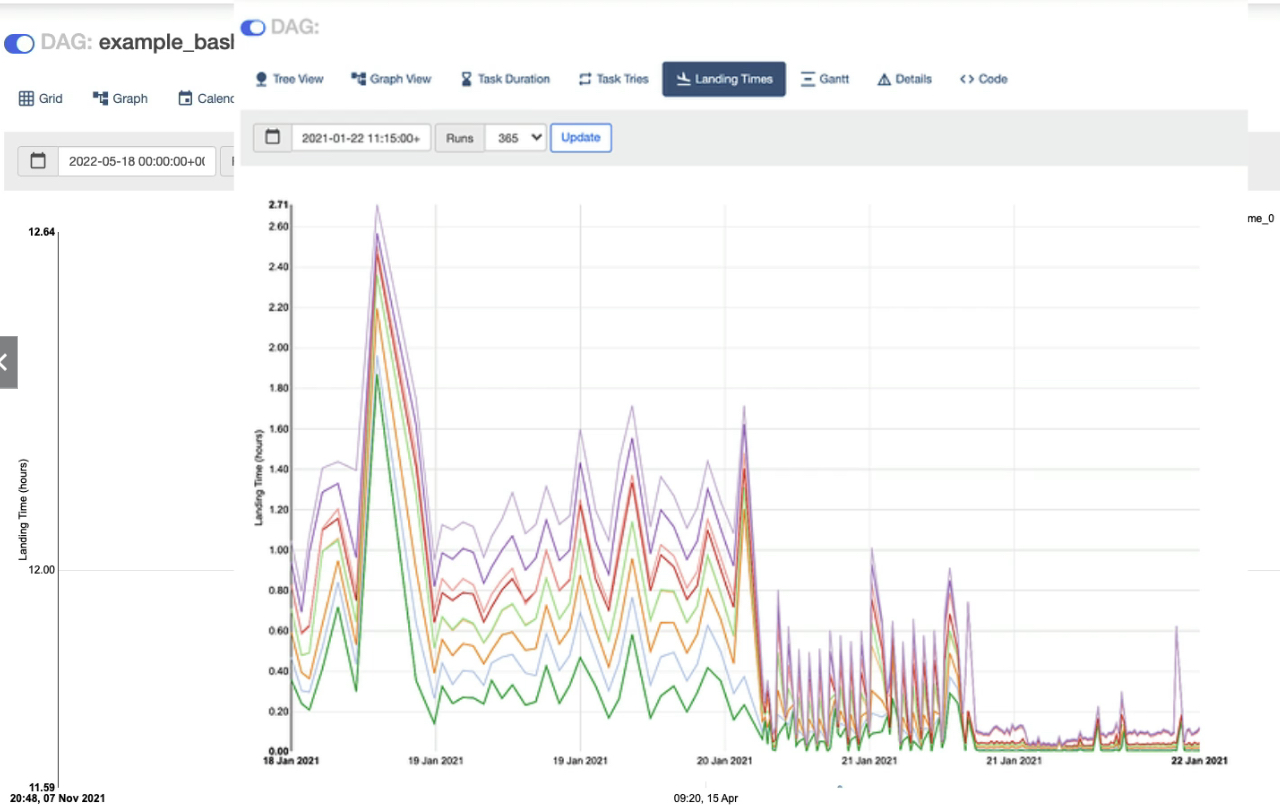 DAG: example_bas
DAG:
Grid Graph Calend
Tree View Graph View Task Duration Task Tries Landing Times Gantt Details Code
2022-05-18 00:00:00+0
2021-01-22 11:15:00+ Runs 365 Update
me_0
12.64
12.00
11.59
Landing Time (hours)
20:48, 07 Nov 2021
09:20, 15 Apr
2.71
2.60
2.40
2.20
2.00
1.80
1.60
1.40
1.20
1.00
0.80
0.60
0.40
0.20
0.00
Landing Time (hours)
18 Jan 2021 19 Jan 2021 19 Jan 2021 20 Jan 2021 21 Jan 2021 21 Jan 2021 22 Jan 2021